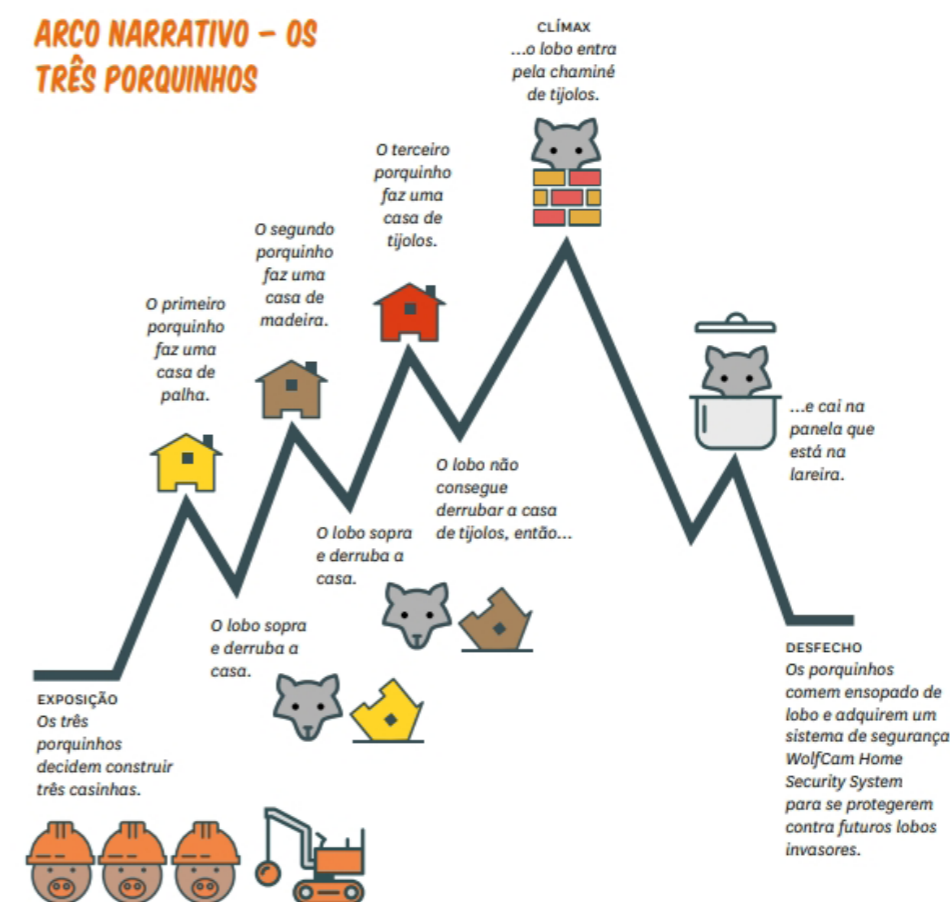 ARCO NARRATIVO – OS
TRÊS PORQUINHOS
EXPOSIÇÃO
Os três
porquinhos
decidem construir
três casinhas.
O primeiro
porquinho
faz uma
casa de
palha.
O lobo sopra
e derruba a
casa.
O segundo
porquinho
faz uma
casa de
madeira.
O lobo sopra
e derruba a
casa.
O terceiro
porquinho
faz uma
casa de
tijolos.
O lobo não
consegue
derrubar a casa
de tijolos, então...
CLÍMAX
...o lobo entra
pela chaminé
de tijolos.
...e cai na
panela que
está na
lareira.
DESFECHO
Os porquinhos
comem ensopado de
lobo e adquirem um
sistema de segurança
WolfCam Home
Security System
para se protegerem
contra futuros lobos
invasores.